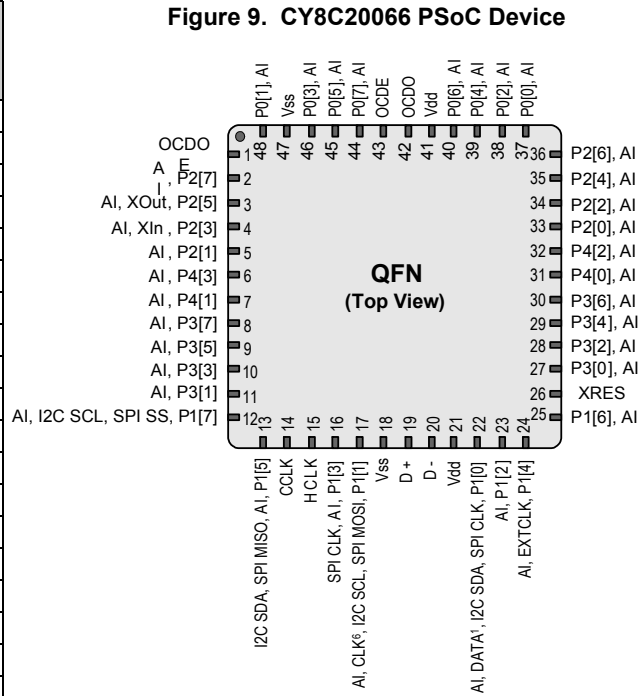 Figure 9. CY8C20066 PSoC Device
P0[1], AI
Vss
P0[3], AI
P0[5], AI
P0[7], AI
OCDE
OCDO
Vdd
P0[6], AI
P0[4], AI
P0[2], AI
P0[0], AI
48
47
46
45
44
43
42
41
40
39
38
37
OCDO
E
1
A
I , P2[7]
2
AI, XOut, P2[5]
3
AI, XIn , P2[3]
4
AI , P2[1]
5
AI , P4[3]
6
AI , P4[1]
7
AI, P3[7]
8
AI, P3[5]
9
AI, P3[3]
10
AI, P3[1]
11
AI, I2C SCL, SPI SS, P1[7]
12
QFN
(Top View)
36
P2[6], AI
35
P2[4], AI
34
P2[2], AI
33
P2[0], AI
32
P4[2], AI
31
P4[0], AI
30
P3[6], AI
29
P3[4], AI
28
P3[2], AI
27
P3[0], AI
26
XRES
25
P1[6], AI
13
14
15
16
17
18
19
20
21
22
23
24
I2C SDA, SPI MISO, AI, P1[5]
CCLK
HCLK
SPI CLK, AI, P1[3]
AI, CLK⁶, I2C SCL, SPI MOSI, P1[1]
Vss
D +
D -
Vdd
AI, DATA¹, I2C SDA, SPI CLK, P1[0]
AI, P1[2]
AI, EXTCLK, P1[4]